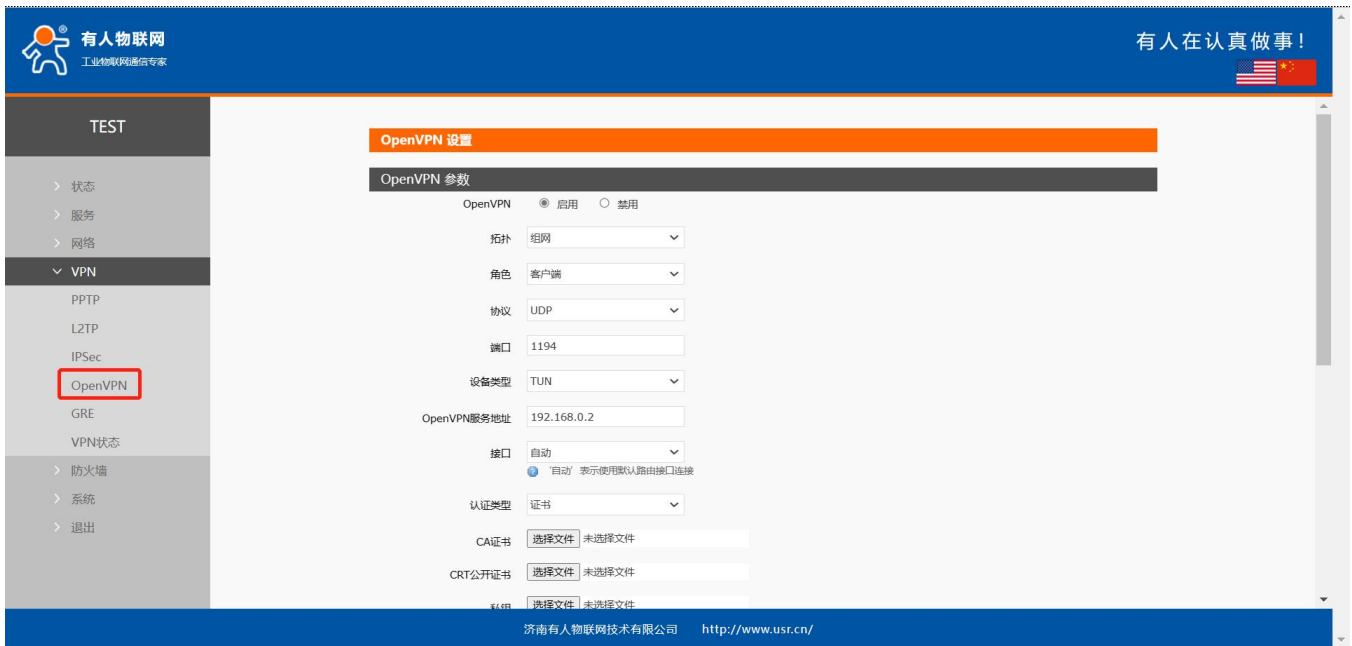 有人物联网
工业物联网通信专家
有人在认真做事!
TEST
状态
服务
网络
VPN
PPTP
L2TP
IPSec
OpenVPN
GRE
VPN状态
防火墙
系统
退出
OpenVPN 设置
OpenVPN 参数
OpenVPN 启用 禁用
拓扑 组网
角色 客户端
协议 UDP
端口 1194
设备类型 TUN
OpenVPN服务地址 192.168.0.2
接口 自动
'自动' 表示使用默认路由接口连接
认证类型 证书
CA证书 选择文件 未选择文件
CRT公开证书 选择文件 未选择文件
选择文件 未选择文件
济南有人物联网技术有限公司 http://www.usr.cn/